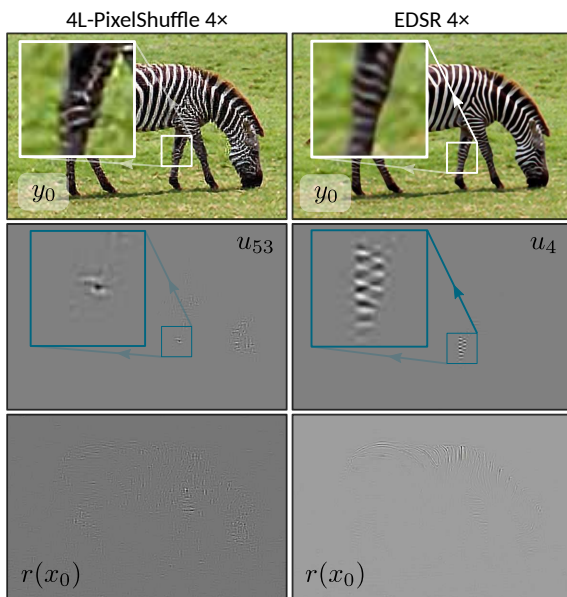 4L-PixelShuffle 4× EDSR 4×
y₀ y₀
u₅₃ u₄
r(x₀) r(x₀)